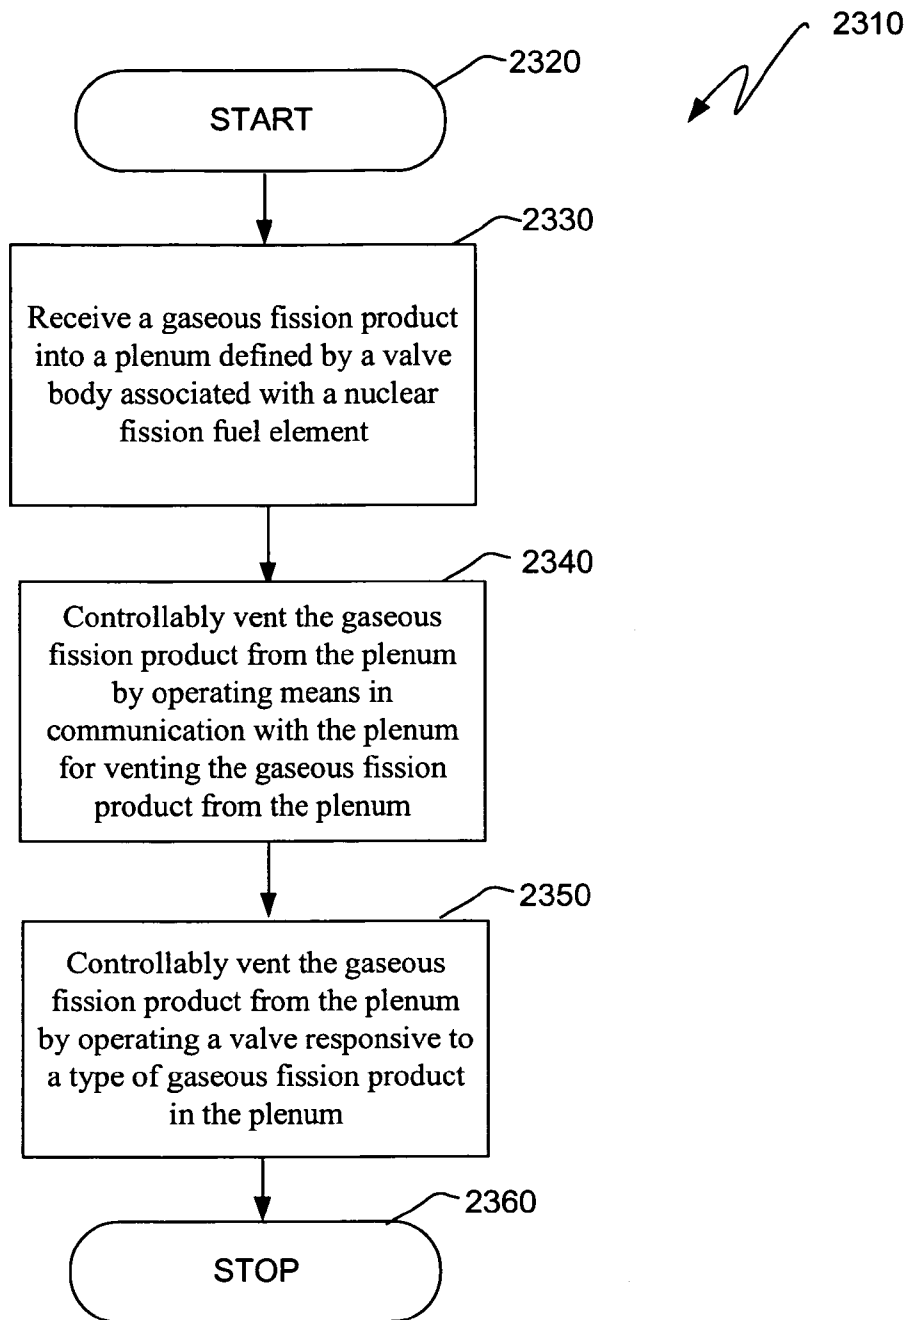 2310
2320
START
2330
Receive a gaseous fission product
into a plenum defined by a valve
body associated with a nuclear
fission fuel element
2340
Controllably vent the gaseous
fission product from the plenum
by operating means in
communication with the plenum
for venting the gaseous fission
product from the plenum
2350
Controllably vent the gaseous
fission product from the plenum
by operating a valve responsive to
a type of gaseous fission product
in the plenum
2360
STOP